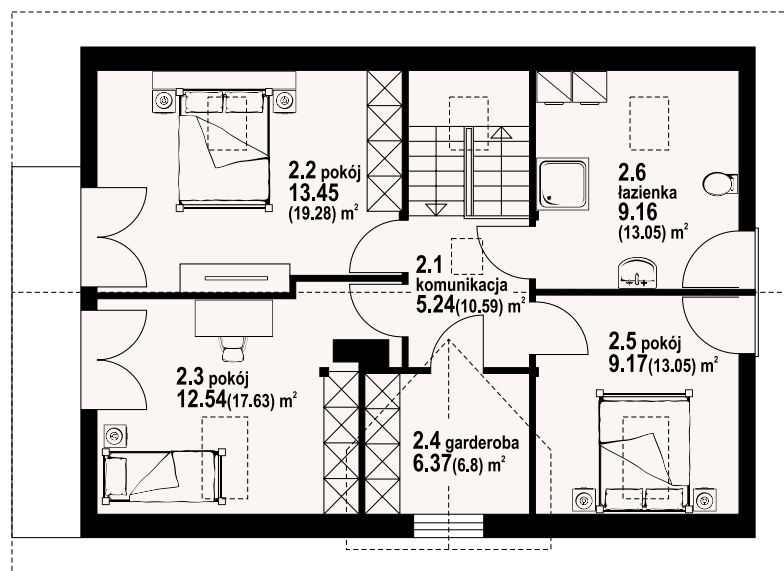 2.2 pokój
13.45
(19.28) m²
2.6
łazienka
9.16
(13.05) m²
2.1
komunikacja
5.24(10.59) m²
2.3 pokój
12.54(17.63) m²
2.5 pokój
9.17(13.05) m²
2.4 garderoba
6.37(6.8) m²